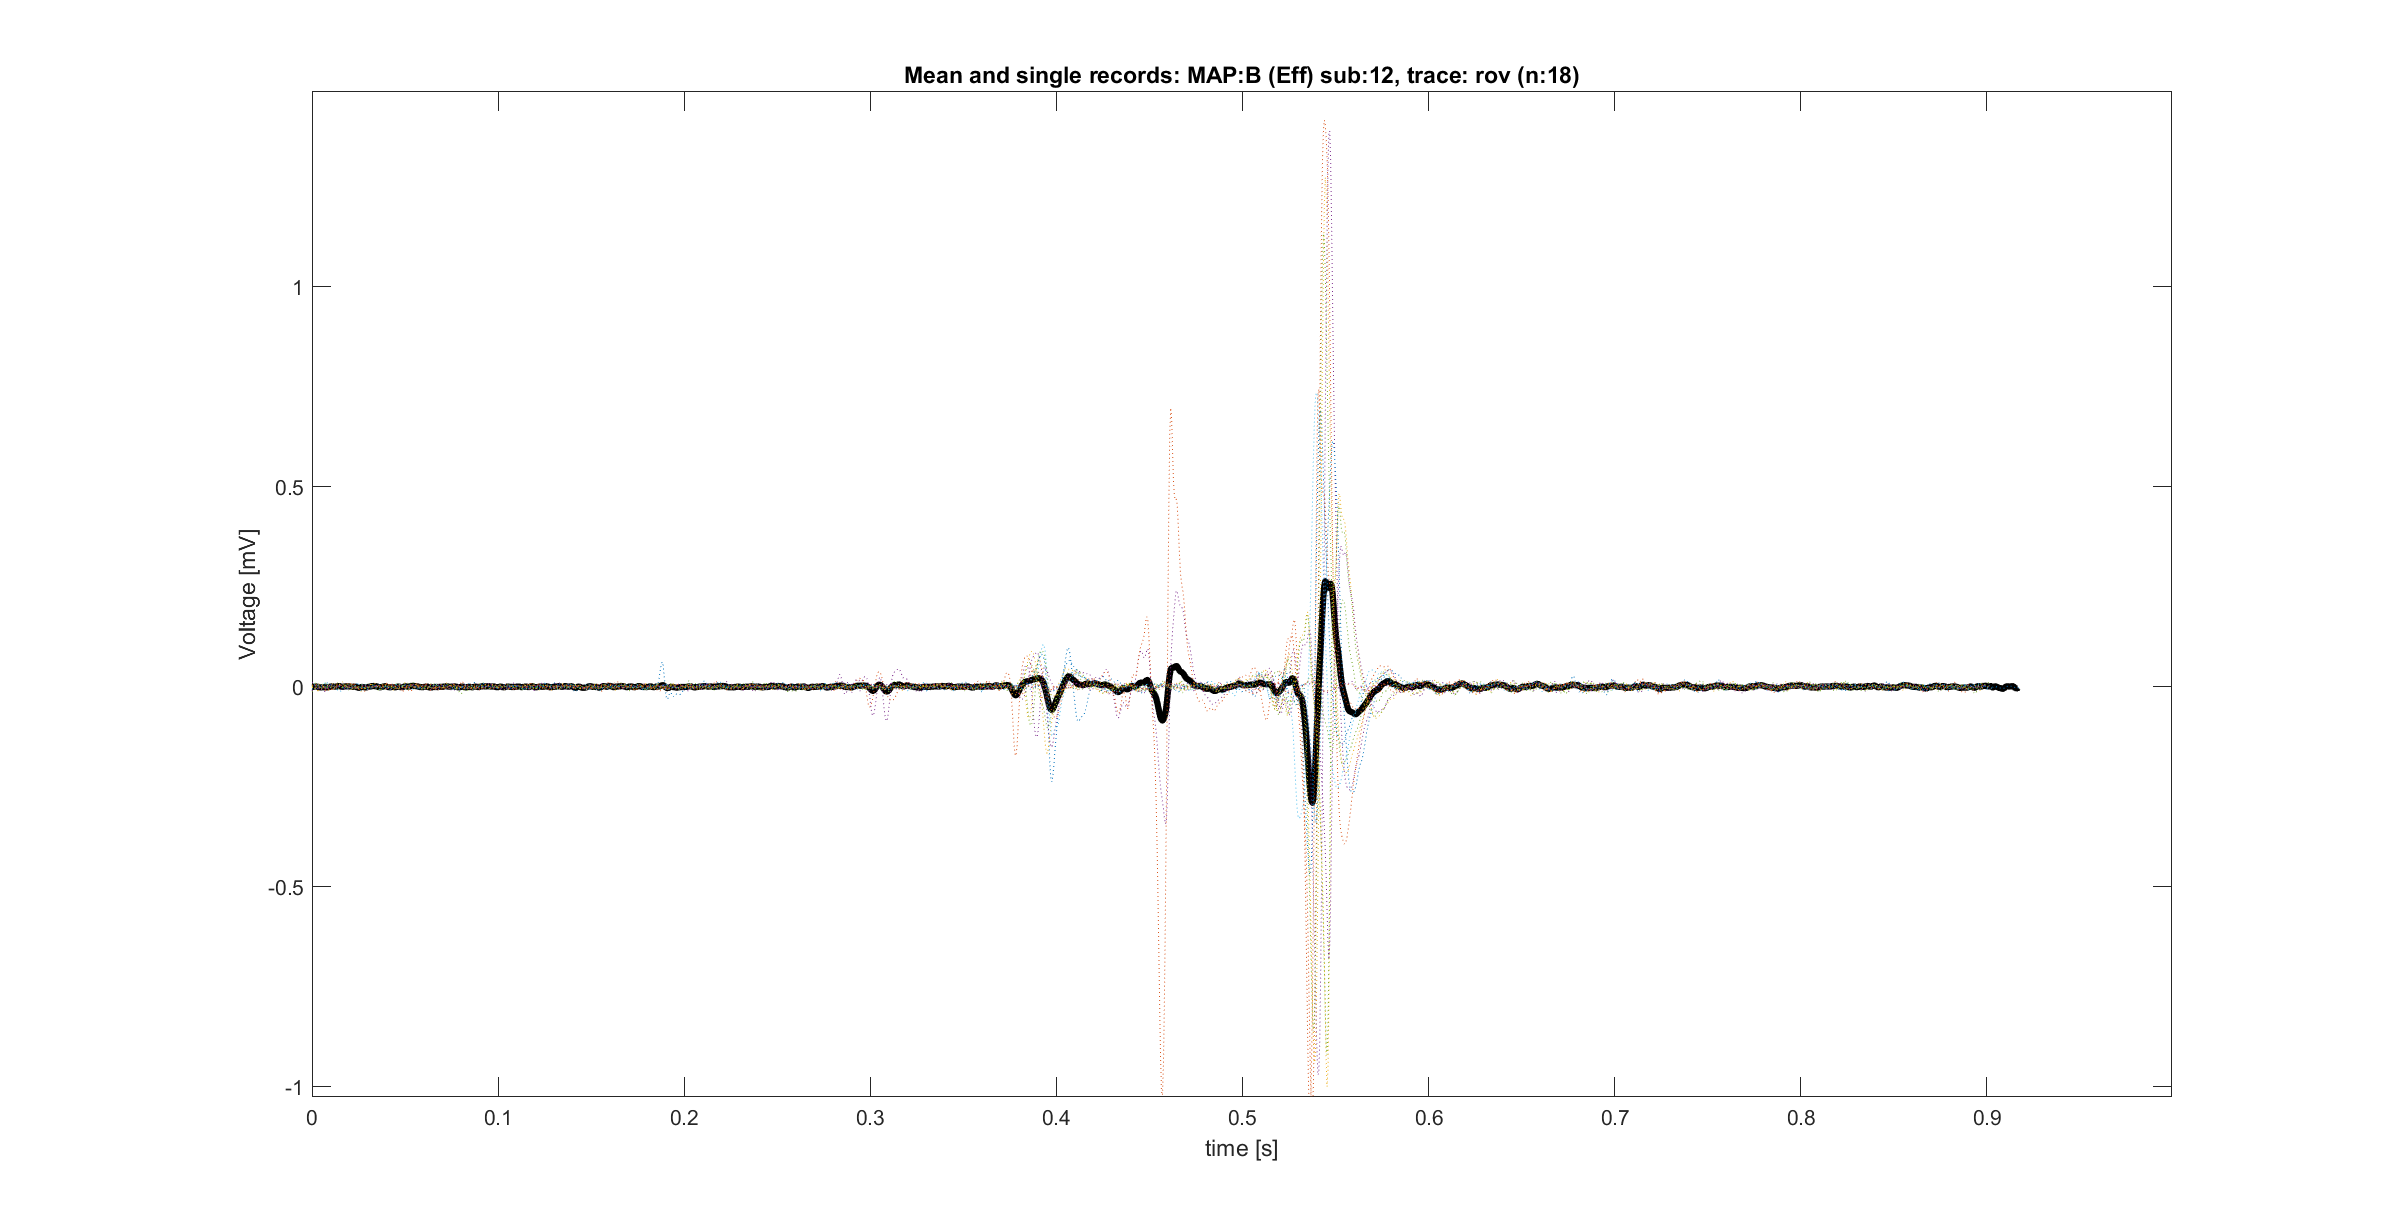 Mean and single records: MAP:B (Eff) sub:12, trace: rov (n:18)
Voltage [mV]
1
0.5
0
-0.5
-1
0 0.1 0.2 0.3 0.4 0.5 0.6 0.7 0.8 0.9
time [s]